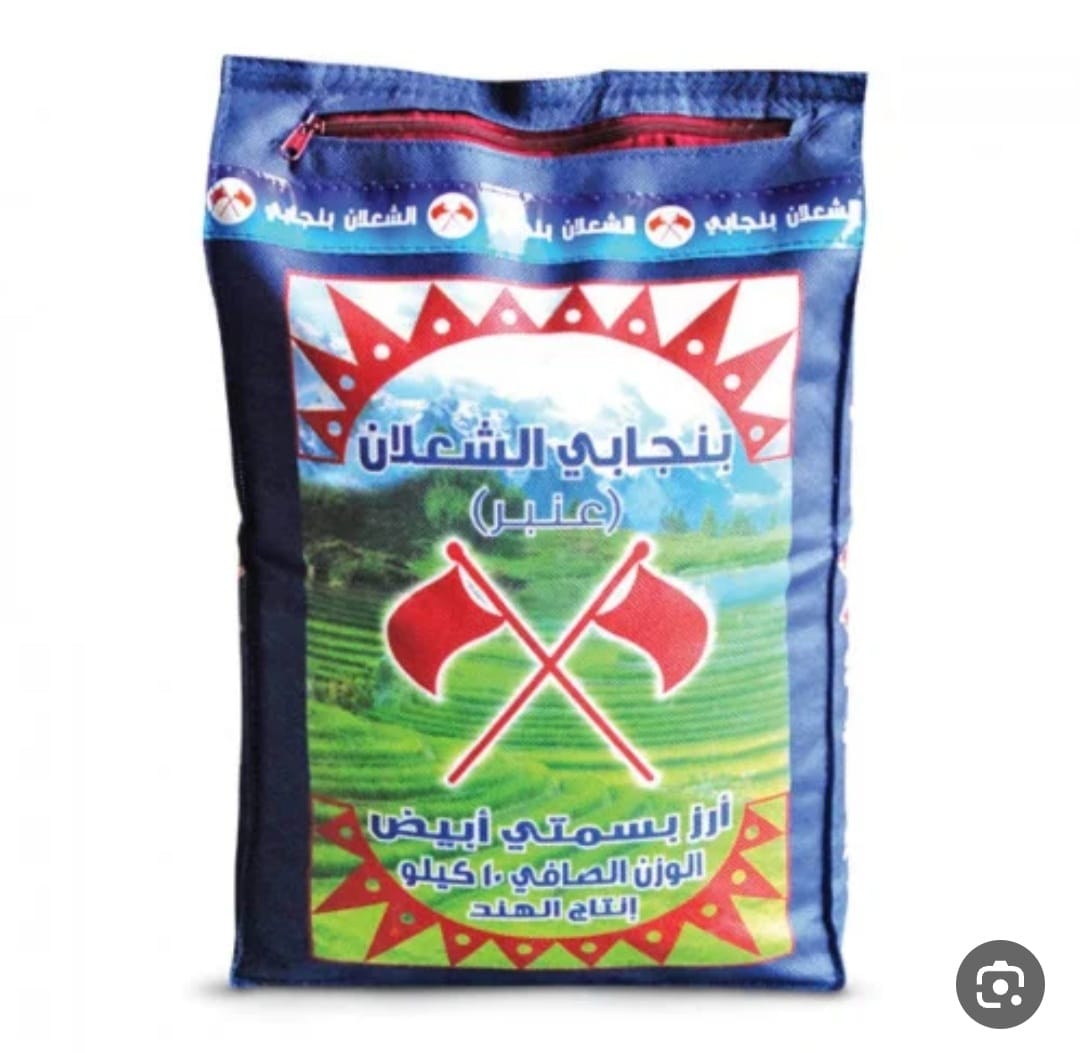 الشعلان بنجابي الشعلان بنجابي الشعلان بنجابي
بنجابي الشعلان
(عنبر)
أرز بسمتي أبيض
الوزن الصافي ١٠ كيلو
إنتاج الهند